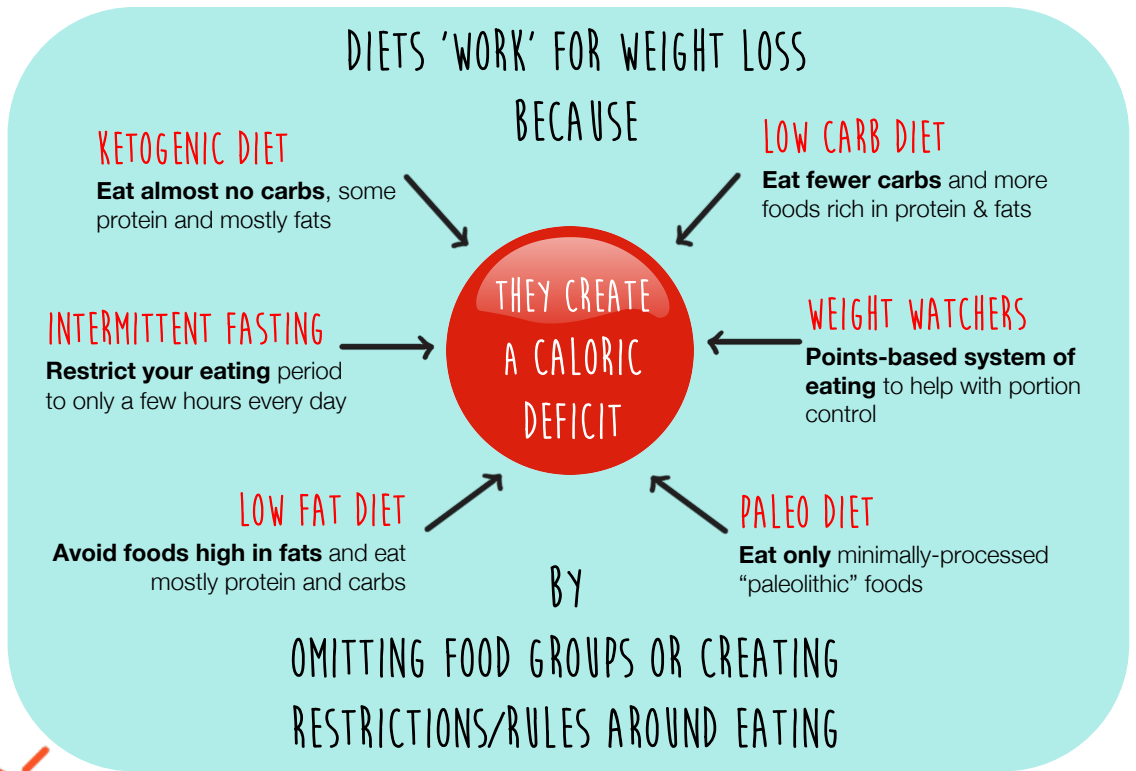 DIETS 'WORK' FOR WEIGHT LOSS
BECAUSE
KETOGENIC DIET
Eat almost no carbs, some
protein and mostly fats
LOW CARB DIET
Eat fewer carbs and more
foods rich in protein & fats
THEY CREATE
A CALORIC
DEFICIT
INTERMITTENT FASTING
Restrict your eating period
to only a few hours every day
WEIGHT WATCHERS
Points-based system of
eating to help with portion
control
LOW FAT DIET
Avoid foods high in fats and eat
mostly protein and carbs
PALEO DIET
Eat only minimally-processed
“paleolithic” foods
BY
OMITTING FOOD GROUPS OR CREATING
RESTRICTIONS/RULES AROUND EATING